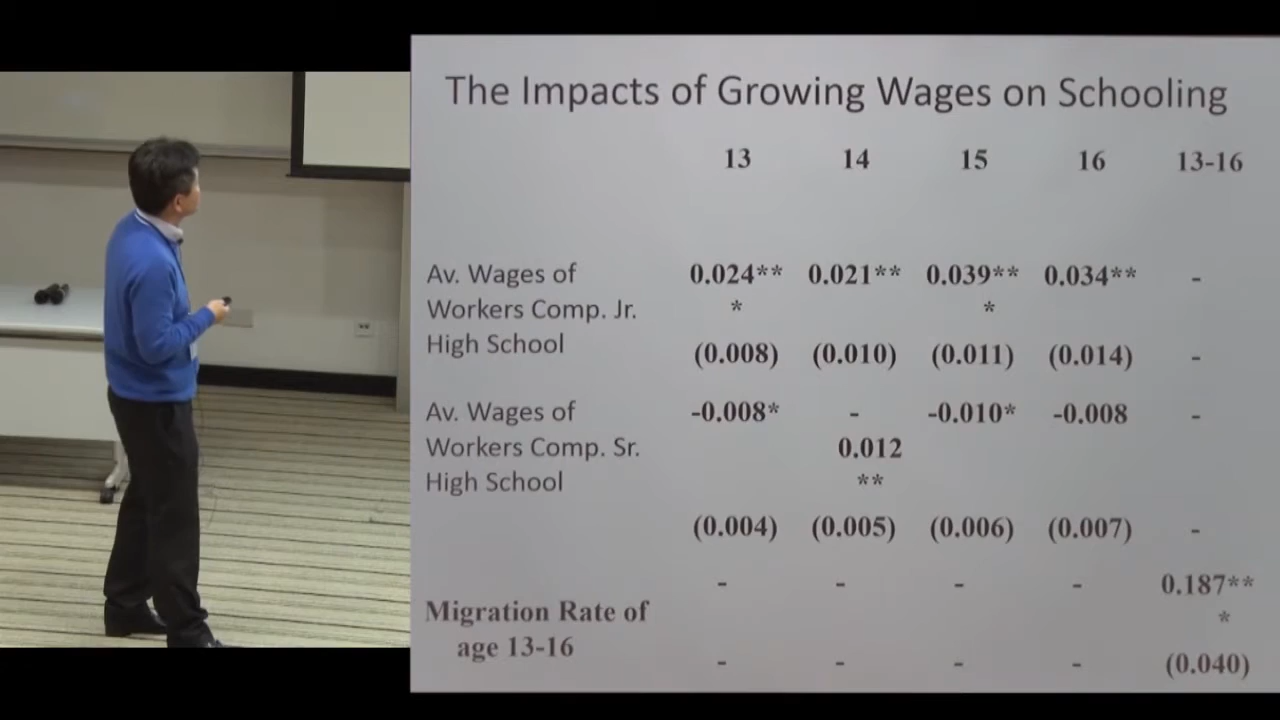 The Impacts of Growing Wages on Schooling
13 14 15 16 13-16
Av. Wages of 0.024** 0.021** 0.039** 0.034** -
Workers Comp. Jr. * *
High School (0.008) (0.010) (0.011) (0.014) -
Av. Wages of -0.008* - -0.010* -0.008 -
Workers Comp. Sr. 0.012
High School **
(0.004) (0.005) (0.006) (0.007) -
- - - - 0.187**
Migration Rate of *
age 13-16
- - - - (0.040)